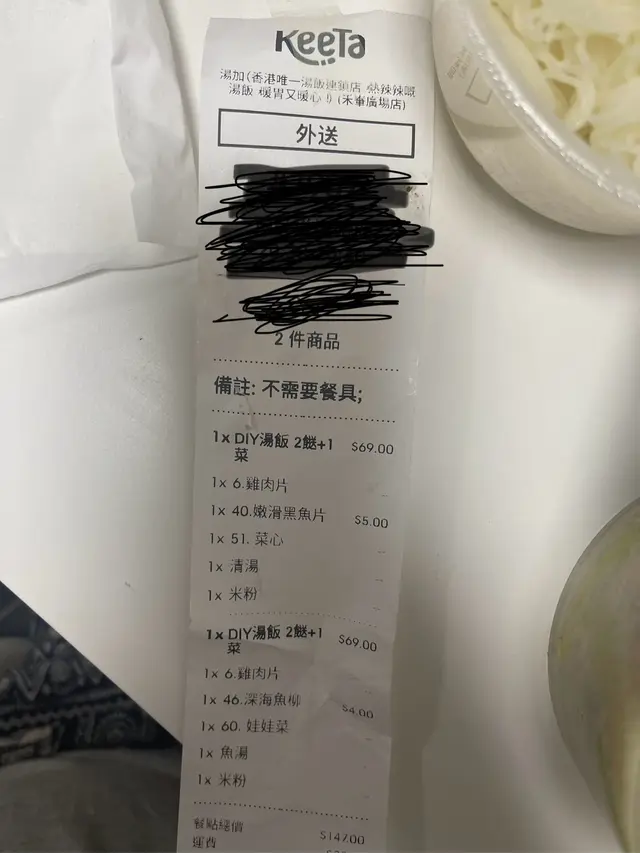 KeeTa
湯加(香港唯一湯飯連鎖店 熱辣辣嘅
湯飯 暖胃又暖心 !) (禾輋廣場店)
外送
2 件商品
備註: 不需要餐具;
1x DIY湯飯 2餸+1菜 $69.00
1x 6.雞肉片
1x 40.嫩滑黑魚片 $5.00
1x 51. 菜心
1x 清湯
1x 米粉
1x DIY湯飯 2餸+1菜 $69.00
1x 6.雞肉片
1x 46.深海魚柳 $4.00
1x 60. 娃娃菜
1x 魚湯
1x 米粉
餐點總價 $147.00
運費